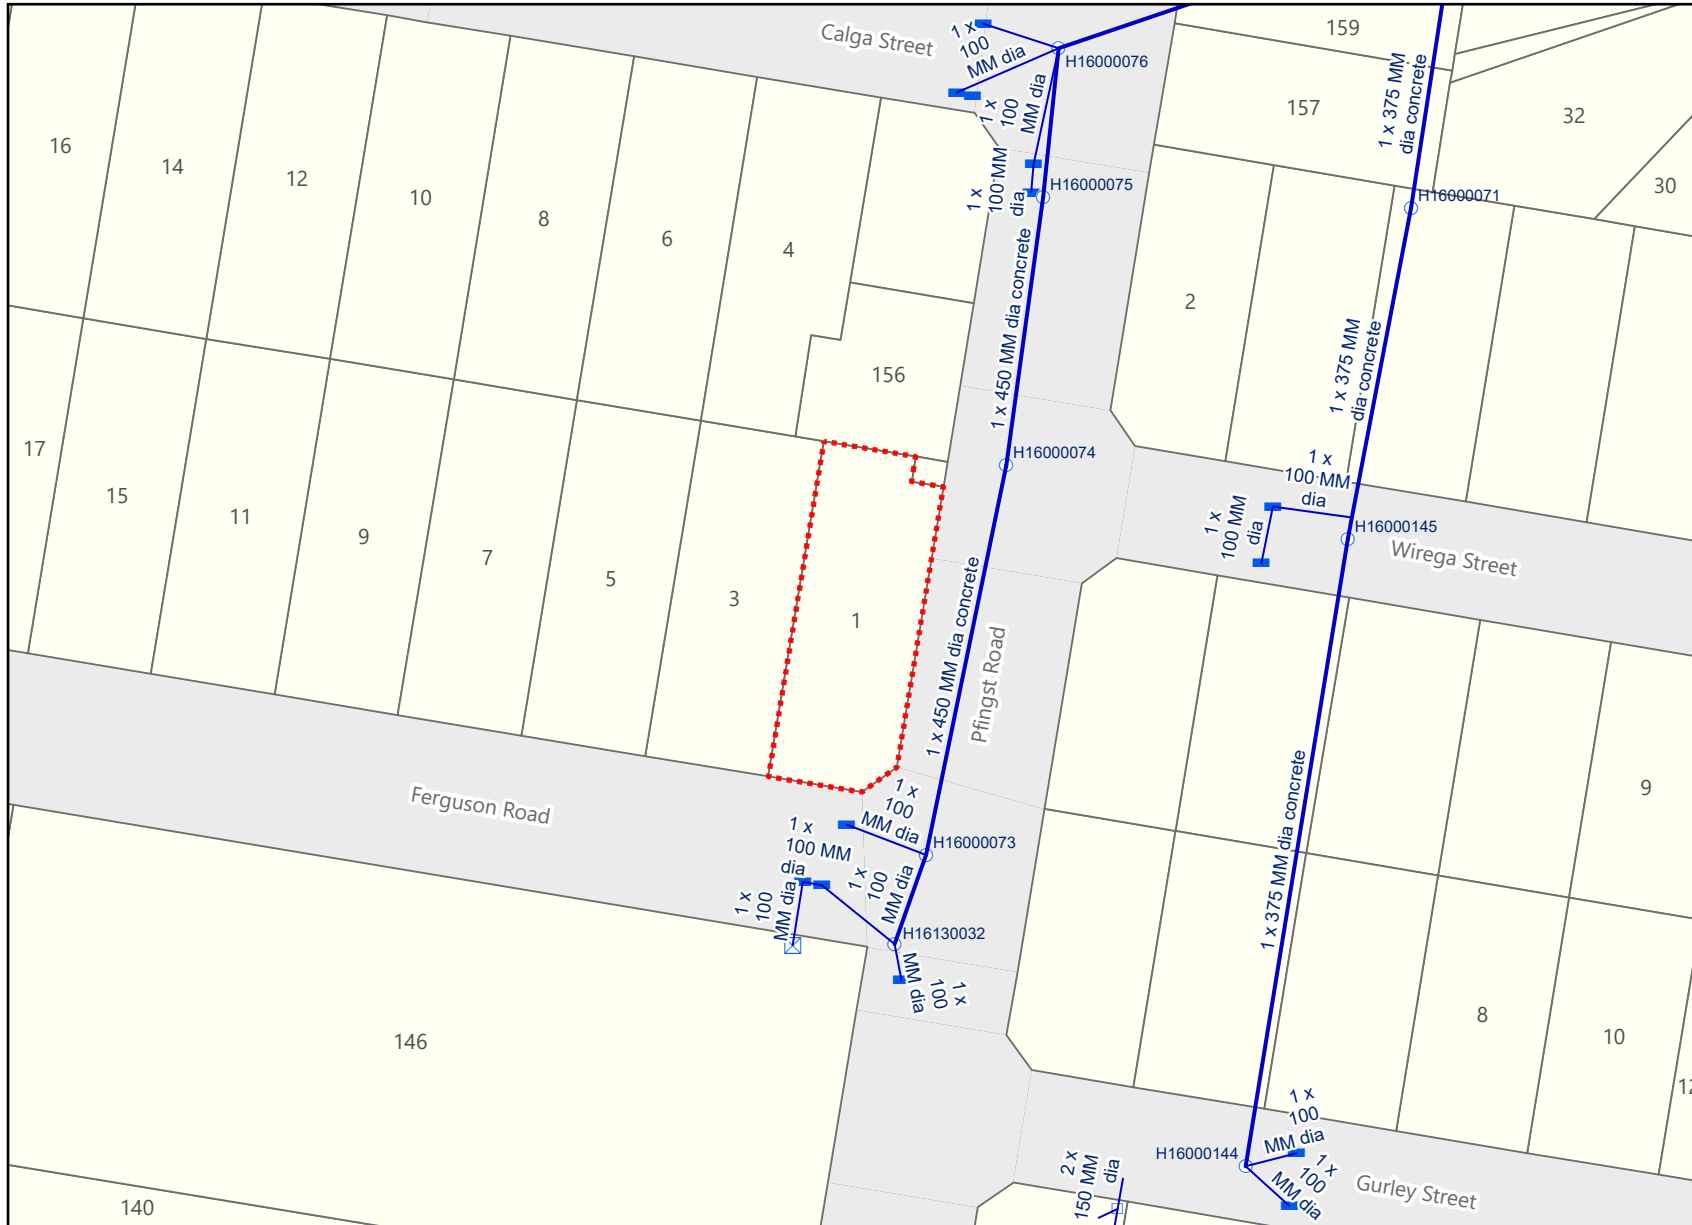 Calga Street
1 x
100
MM dia
H16000076
1 x
100
MM dia
1 x
100 MM
dia
H16000075
159
157
32
30
1 x 375 MM
dia concrete
H16000071
16
14
12
10
8
6
4
2
156
1 x 450 MM dia concrete
1 x 375 MM
dia concrete
H16000074
1 x
100 MM
dia
1 x
100 MM
dia
H16000145
Wirega Street
17
15
11
9
7
5
3
1
1 x 450 MM dia concrete
Pfingst Road
Ferguson Road
1 x
100
MM dia
H16000073
1 x
100 MM
dia
1 x
100
MM dia
1 x
100
MM dia
H16130032
1 x
100
MM dia
1 x 375 MM dia concrete
9
8
10
146
140
H16000144
1 x
100
MM dia
1 x
100
MM dia
Gurley Street
2 x
150 MM
dia